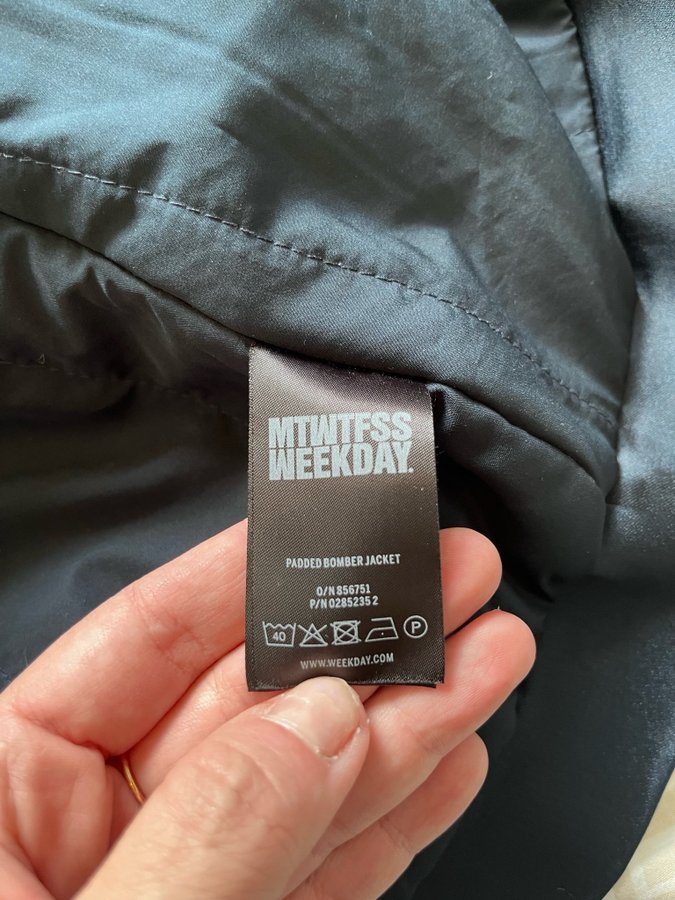 MTWTFSS
WEEKDAY.
PADDED BOMBER JACKET
O/N 856751
P/N 0285235 2
40 P
WWW.WEEKDAY.COM